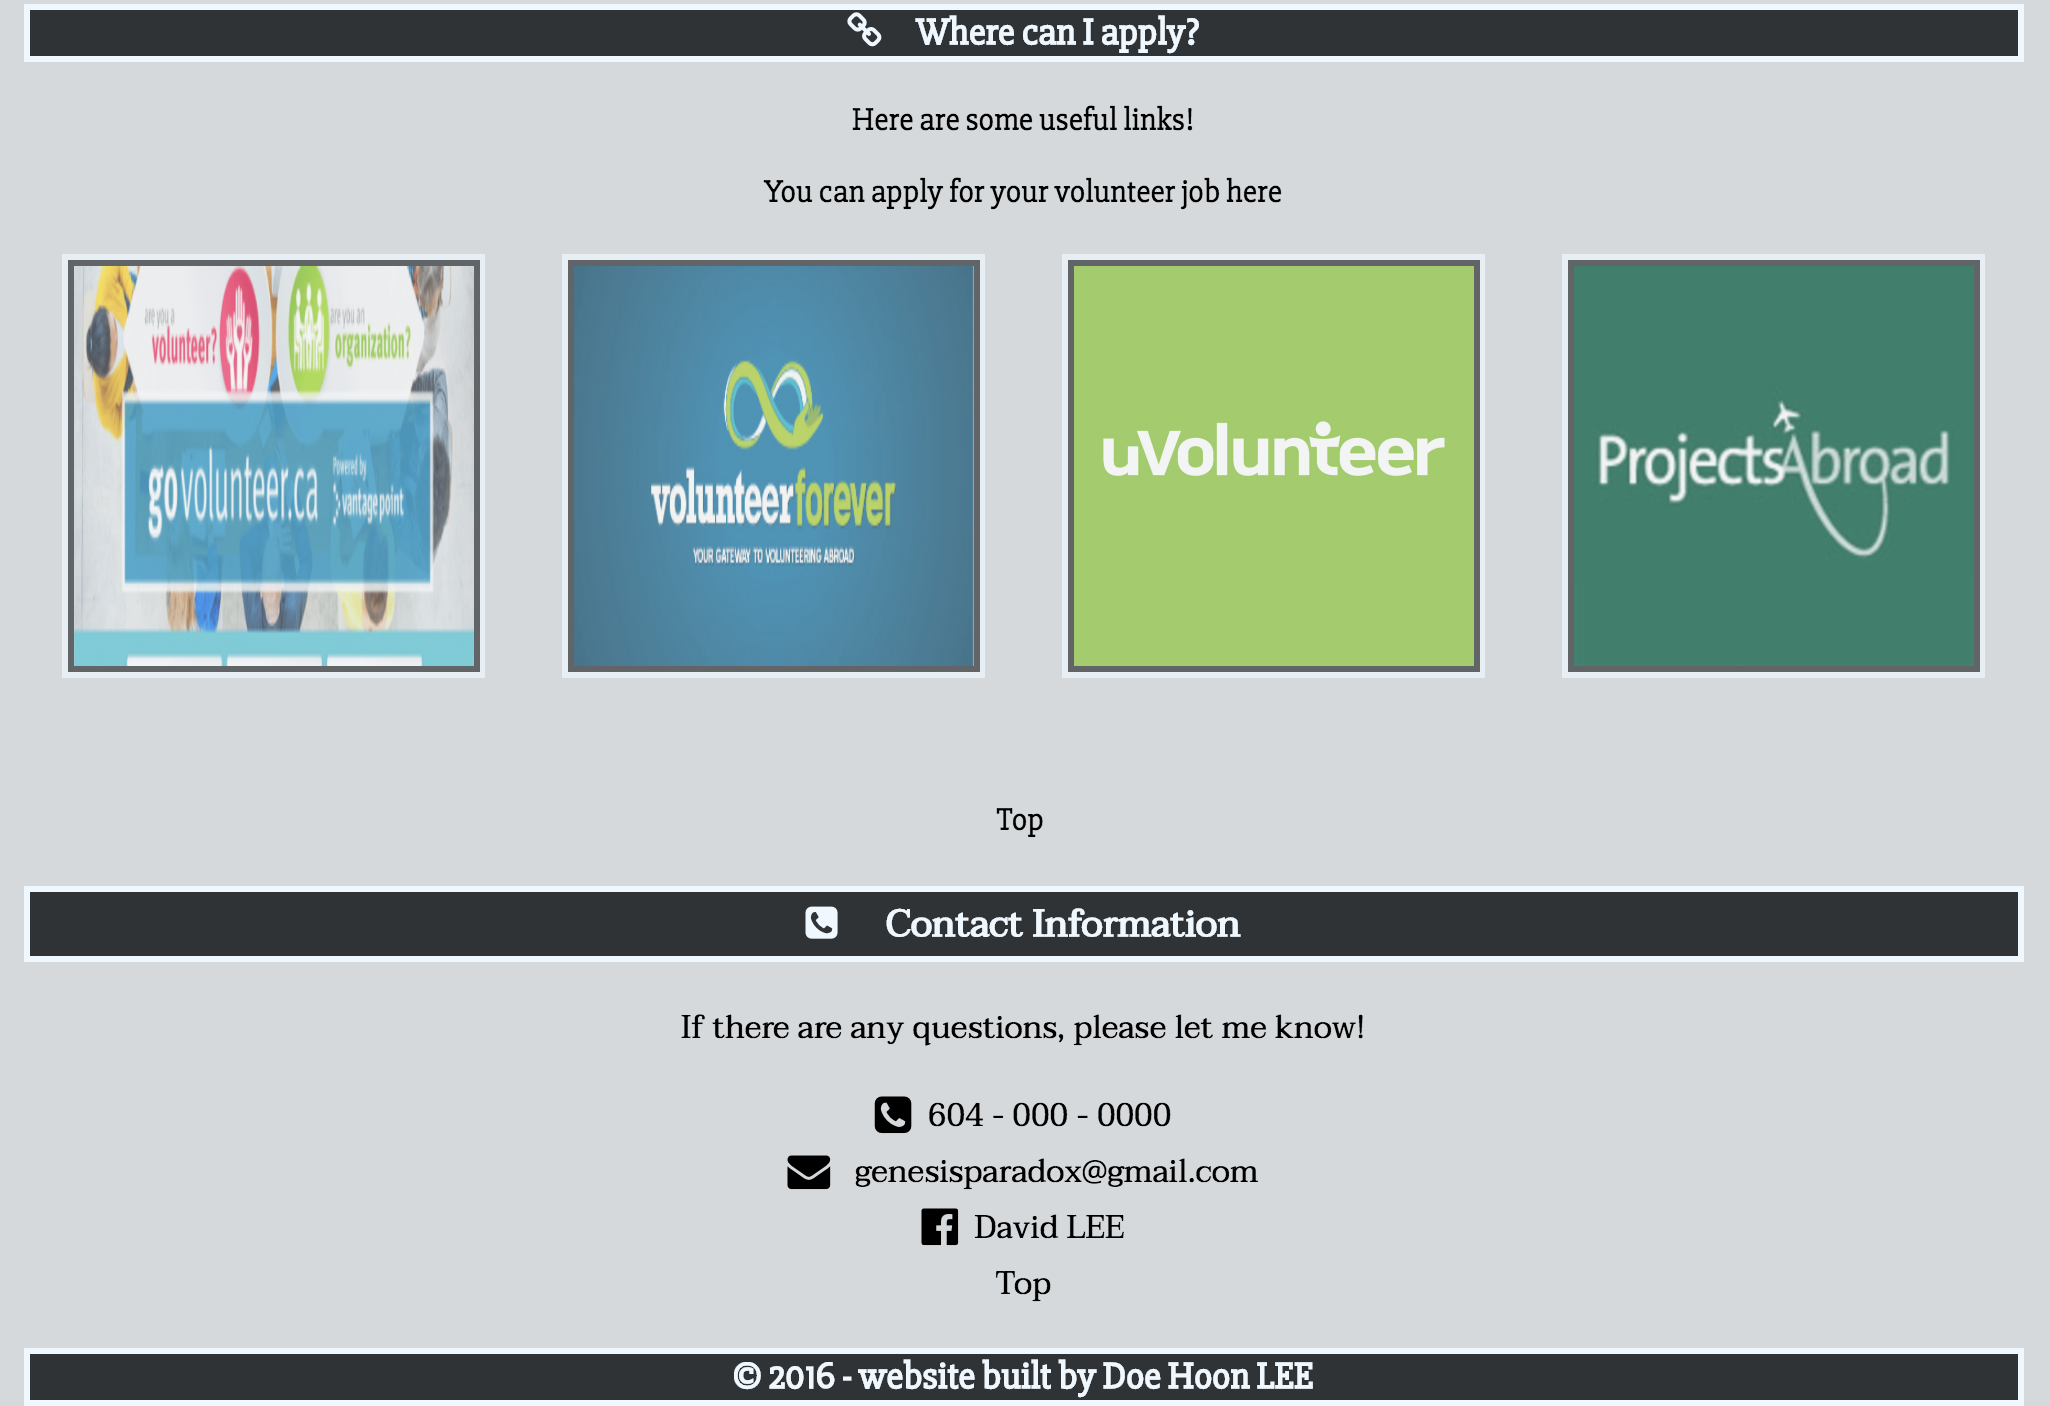 Where can I apply?
Here are some useful links!
You can apply for your volunteer job here
are you a
volunteer?
are you an
organization?
govolunteer.ca
Powered by
vantage point
volunteerforever
YOUR GATEWAY TO VOLUNTEERING ABROAD
uVolunteer
ProjectsAbroad
Top
Contact Information
If there are any questions, please let me know!
604 - 000 - 0000
genesisparadox@gmail.com
David LEE
Top
© 2016 - website built by Doe Hoon LEE